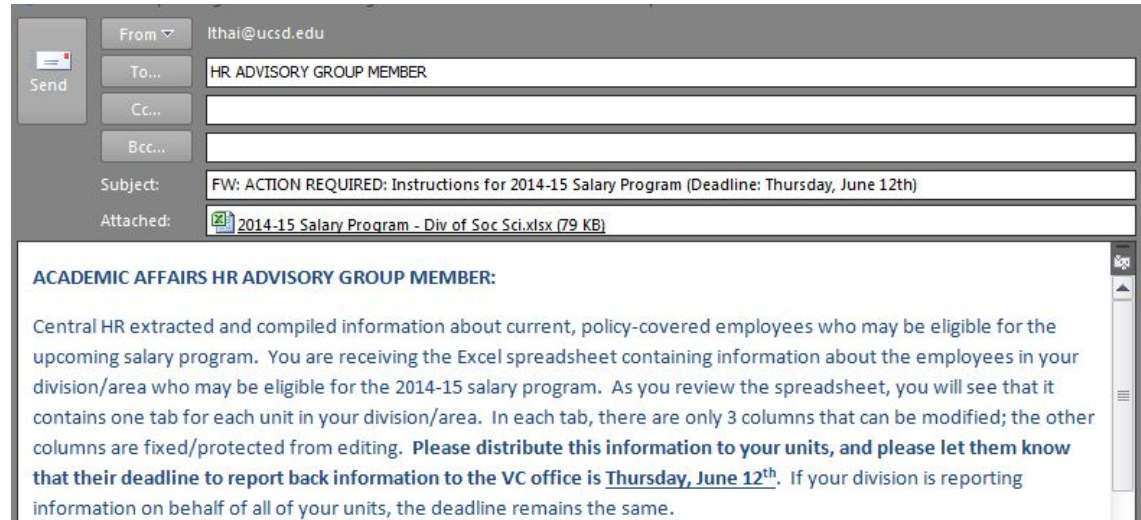 From
lthai@ucsd.edu
Send
To...
HR ADVISORY GROUP MEMBER
Cc...
Bcc...
Subject:
FW: ACTION REQUIRED: Instructions for 2014-15 Salary Program (Deadline: Thursday, June 12th)
Attached:
2014-15 Salary Program - Div of Soc Sci.xlsx (79 KB)
ACADEMIC AFFAIRS HR ADVISORY GROUP MEMBER:
Central HR extracted and compiled information about current, policy-covered employees who may be eligible for the
upcoming salary program. You are receiving the Excel spreadsheet containing information about the employees in your
division/area who may be eligible for the 2014-15 salary program. As you review the spreadsheet, you will see that it
contains one tab for each unit in your division/area. In each tab, there are only 3 columns that can be modified; the other
columns are fixed/protected from editing. Please distribute this information to your units, and please let them know
that their deadline to report back information to the VC office is Thursday, June 12th. If your division is reporting
information on behalf of all of your units, the deadline remains the same.